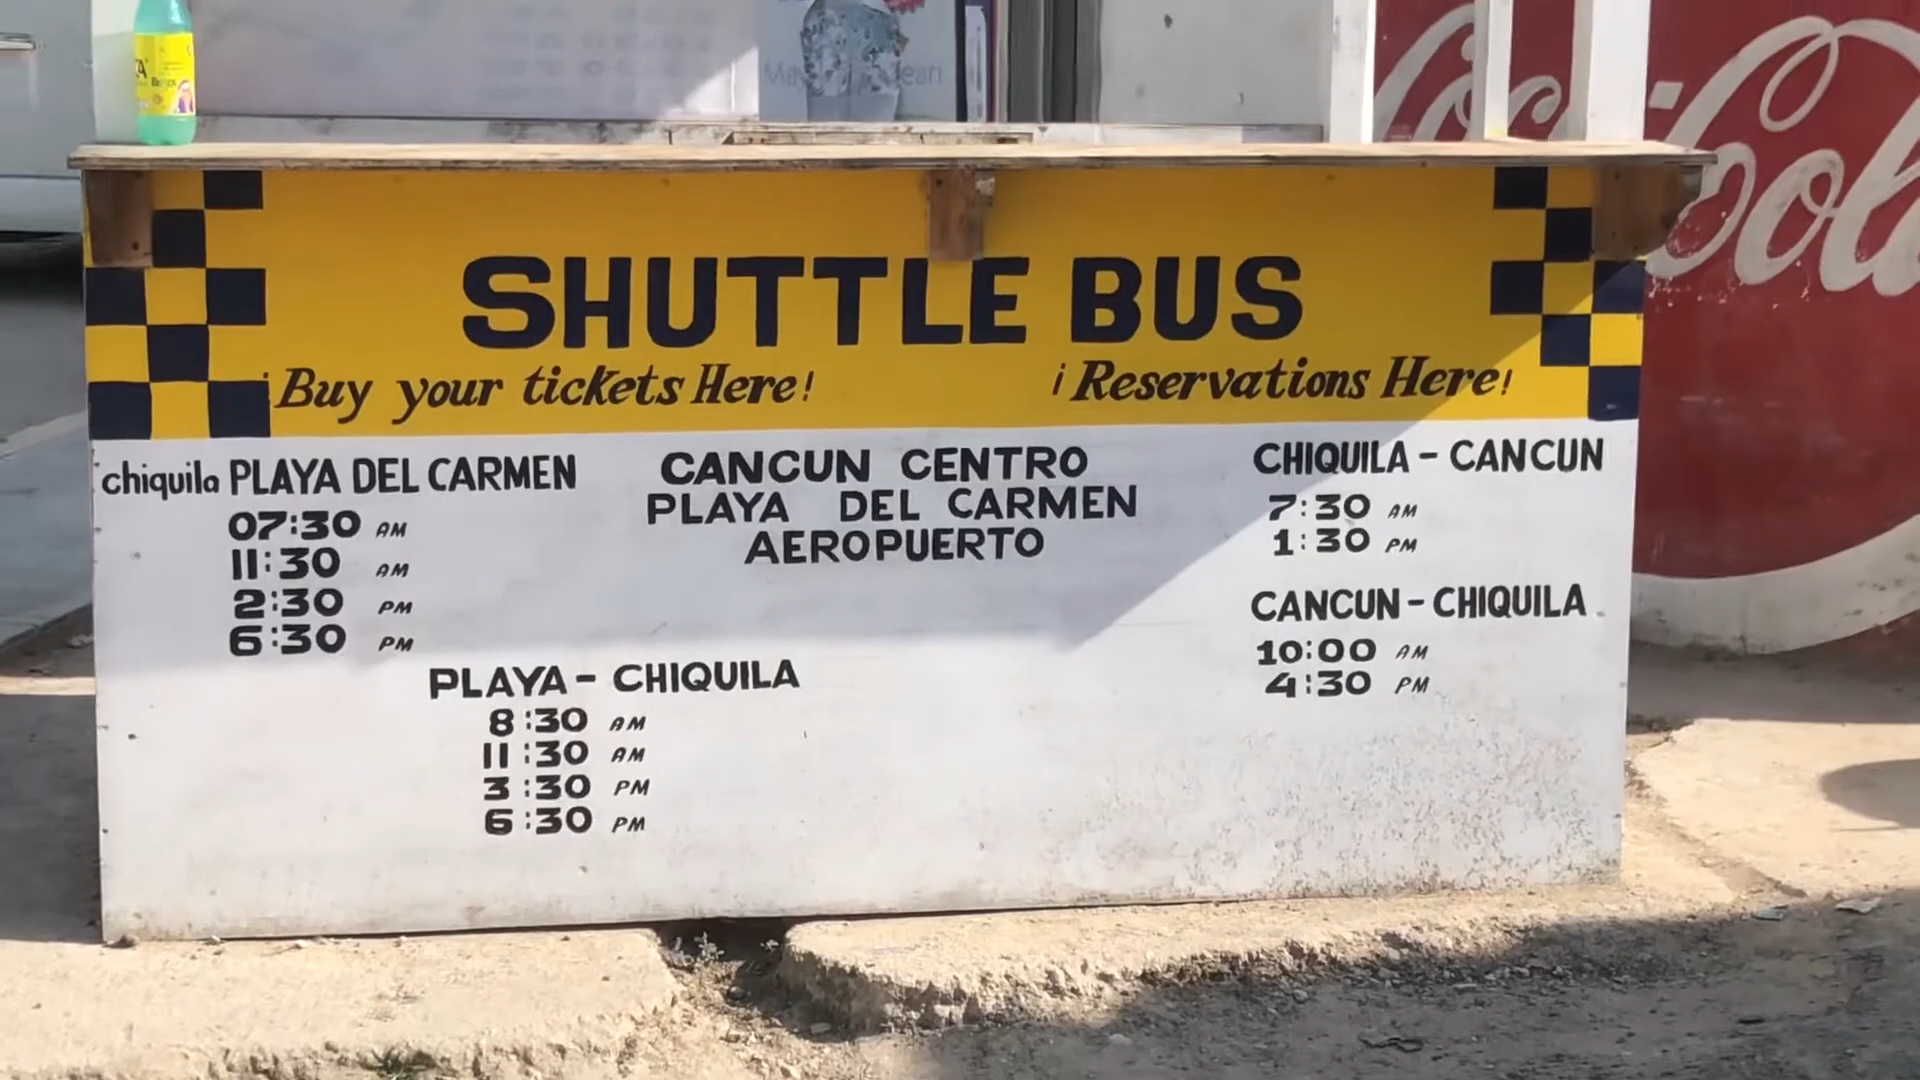 SHUTTLE BUS
¡Buy your tickets Here!
¡Reservations Here!
chiquila PLAYA DEL CARMEN
07:30 AM
11:30 AM
2:30 PM
6:30 PM
PLAYA - CHIQUILA
8:30 AM
11:30 AM
3:30 PM
6:30 PM
CANCUN CENTRO
PLAYA DEL CARMEN
AEROPUERTO
CHIQUILA - CANCUN
7:30 AM
1:30 PM
CANCUN - CHIQUILA
10:00 AM
4:30 PM